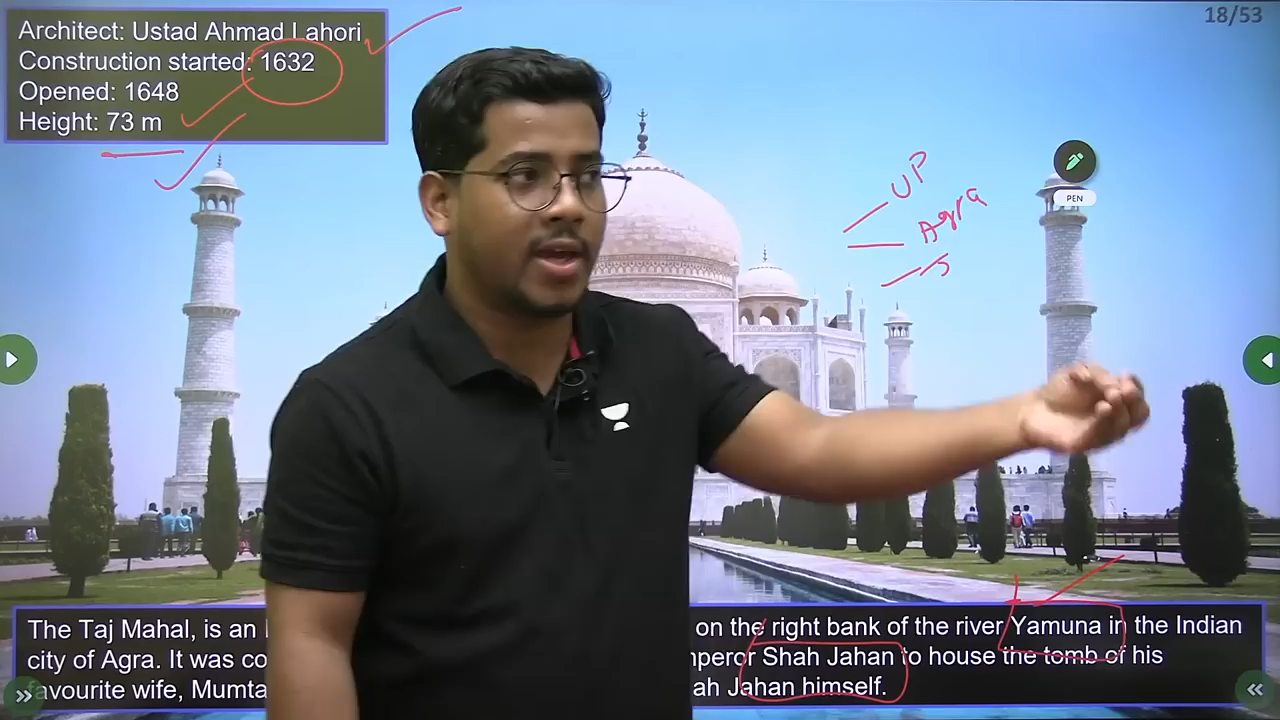 18/53
Architect: Ustad Ahmad Lahori
Construction started: 1632
Opened: 1648
Height: 73 m
UP
Agra
PEN
The Taj Mahal, is an on the right bank of the river Yamuna in the Indian
city of Agra. It was co mperor Shah Jahan to house the tomb of his
favourite wife, Mumta ah Jahan himself.